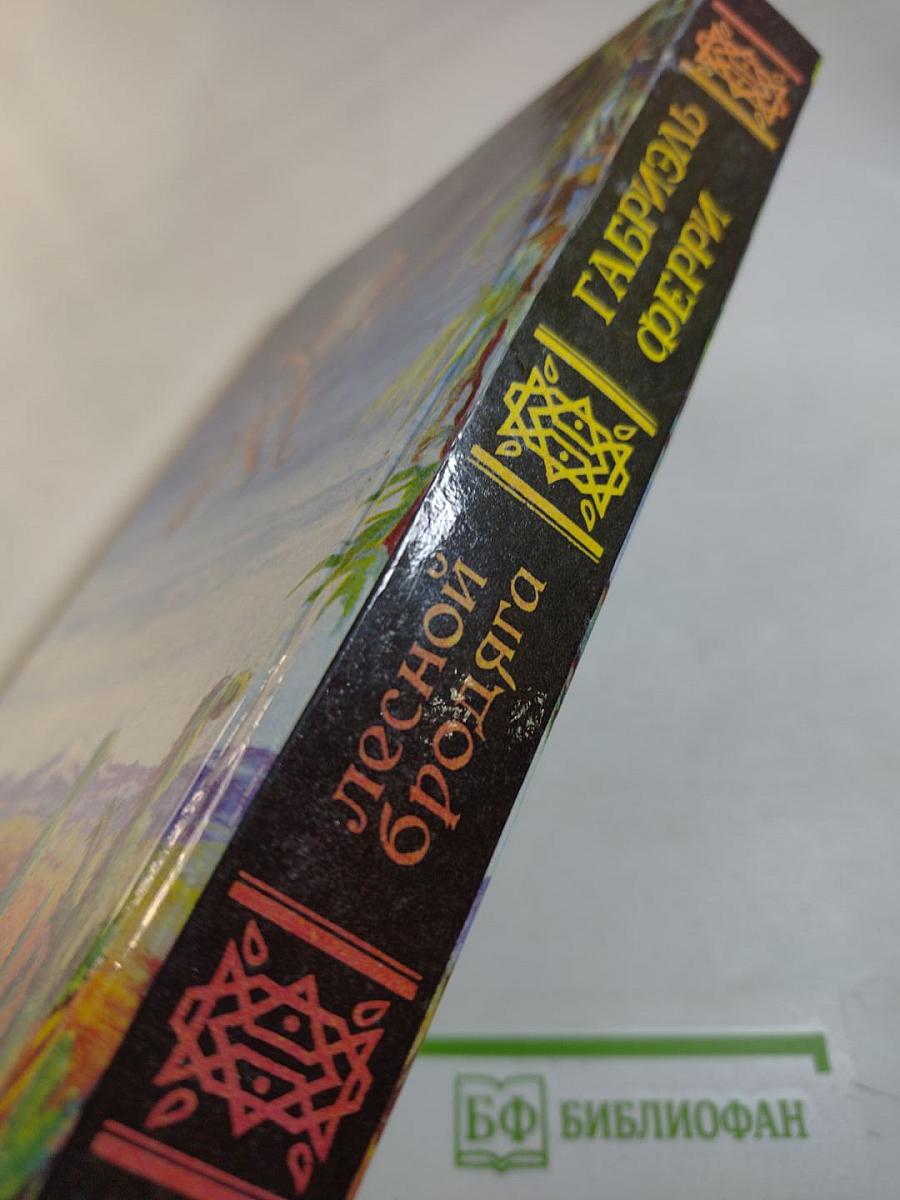 ГАБРИЭЛЬ
ФЕРРИ
лесной
бродяга
БФ БИБЛИОФАН